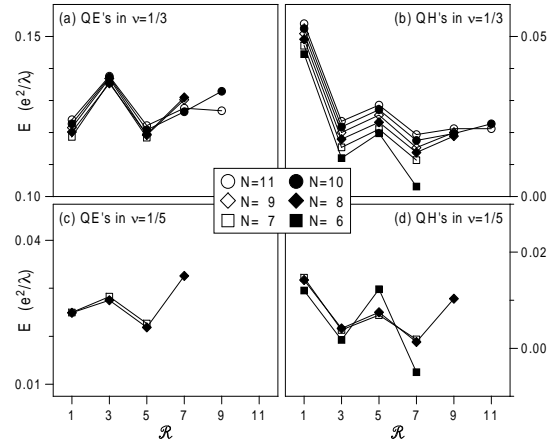 (a) QE's in ν=1/3
(b) QH's in ν=1/3
0.15
0.05
E (e²/λ)
0.10
0.00
N=11
N=10
N= 9
N= 8
N= 7
N= 6
(c) QE's in ν=1/5
(d) QH's in ν=1/5
0.04
0.02
E (e²/λ)
0.00
0.01
1 3 5 7 9 11
1 3 5 7 9 11
ℛ
ℛ